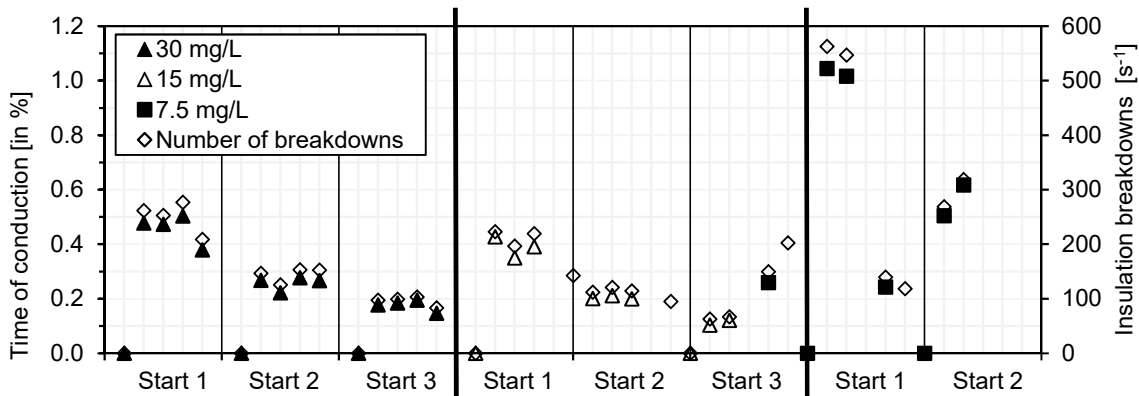 1.2
1.0
0.8
0.6
0.4
0.2
0.0
Time of conduction [in %]
30 mg/L
15 mg/L
7.5 mg/L
Number of breakdowns
600
500
400
300
200
100
0
Insulation breakdowns [s⁻¹]
Start 1 Start 2 Start 3 Start 1 Start 2 Start 3 Start 1 Start 2